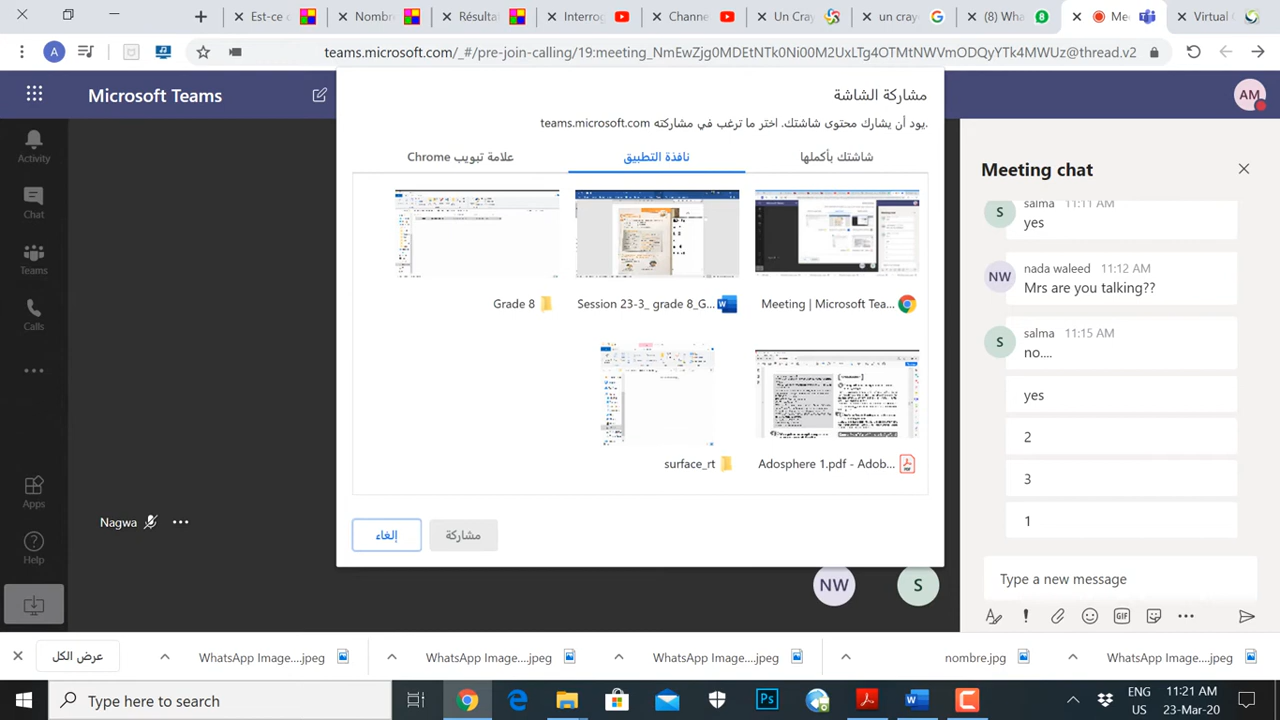 Est-ce c
Nombr
Résulta
Interrog
Channe
Un Cray
un cray
(8) Wha
Me
Virtual
teams.microsoft.com/_#/pre-join-calling/19:meeting_NmEwZjg0MDEtNTk0Ni00M2UxLTg4OTMtNWVmODQyYTk4MWUz@thread.v2
Microsoft Teams
AM
مشاركة الشاشة
يود أن يشارك محتوى شاشتك. اختر ما ترغب في مشاركته teams.microsoft.com.
شاشتك بأكملها
نافذة التطبيق
علامة تبويب Chrome
Grade 8
Session 23-3_ grade 8_G...
Meeting | Microsoft Tea...
surface_rt
Adosphere 1.pdf - Adob...
إلغاء
مشاركة
Activity
Chat
Teams
Calls
Apps
Help
Nagwa
NW
S
Meeting chat
S
salma 11:11 AM
yes
NW
nada waleed 11:12 AM
Mrs are you talking??
S
salma 11:15 AM
no....
yes
2
3
1
Type a new message
GIF
عرض الكل
WhatsApp Image....jpeg
WhatsApp Image....jpeg
WhatsApp Image....jpeg
nombre.jpg
WhatsApp Image....jpeg
Type here to search
Ps
ENG
US
11:21 AM
23-Mar-20